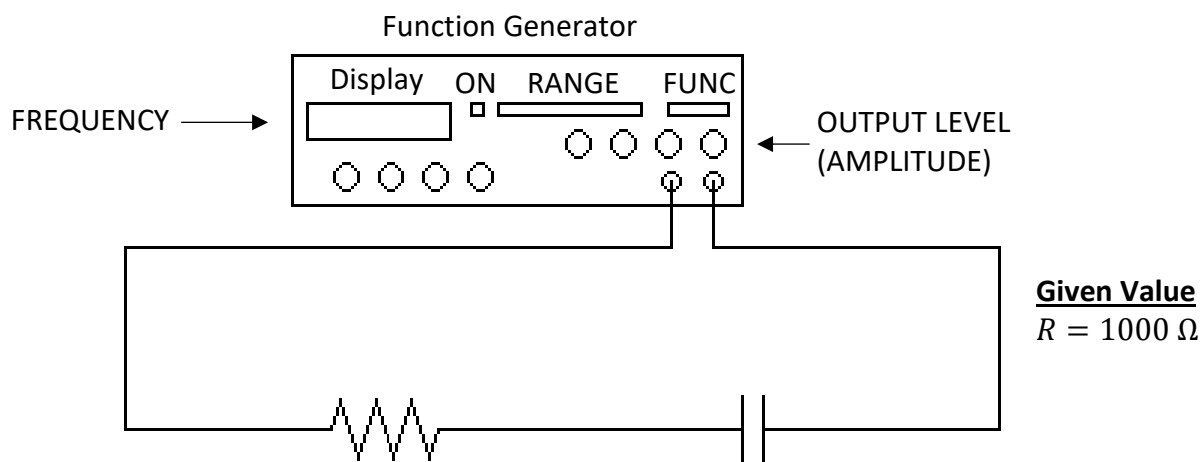 Function Generator
Display ON RANGE FUNC
FREQUENCY
OUTPUT LEVEL
(AMPLITUDE)
Given Value
𝑅 = 1000 Ω